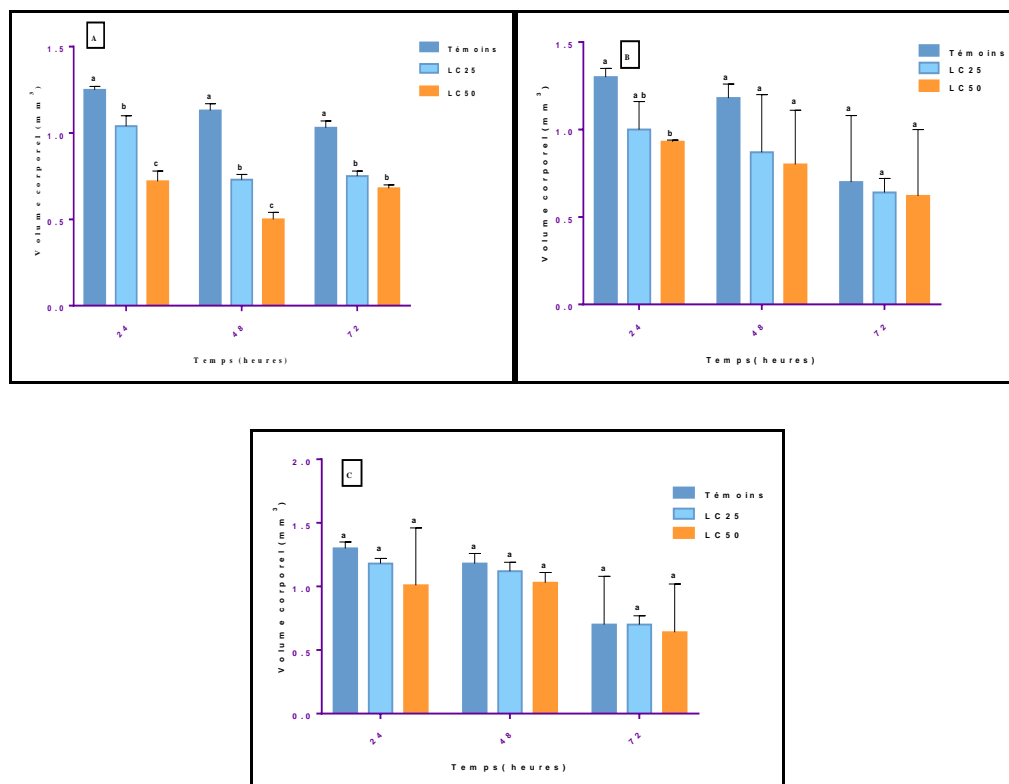 A
Témoins
LC25
LC50
1.5
1.0
0.5
0.0
Volume corporel (mm³)
a
b
c
a
b
c
a
b
b
24
48
72
Temps (heures)
B
Témoins
LC25
LC50
1.5
1.0
0.5
0.0
Volume corporel (mm³)
a
ab
b
a
a
a
a
a
a
24
48
72
Temps( heures)
C
Témoins
LC25
LC50
2.0
1.5
1.0
0.5
0.0
Volume corporel (mm³)
a
a
a
a
a
a
a
a
a
24
48
72
Temps( heures)